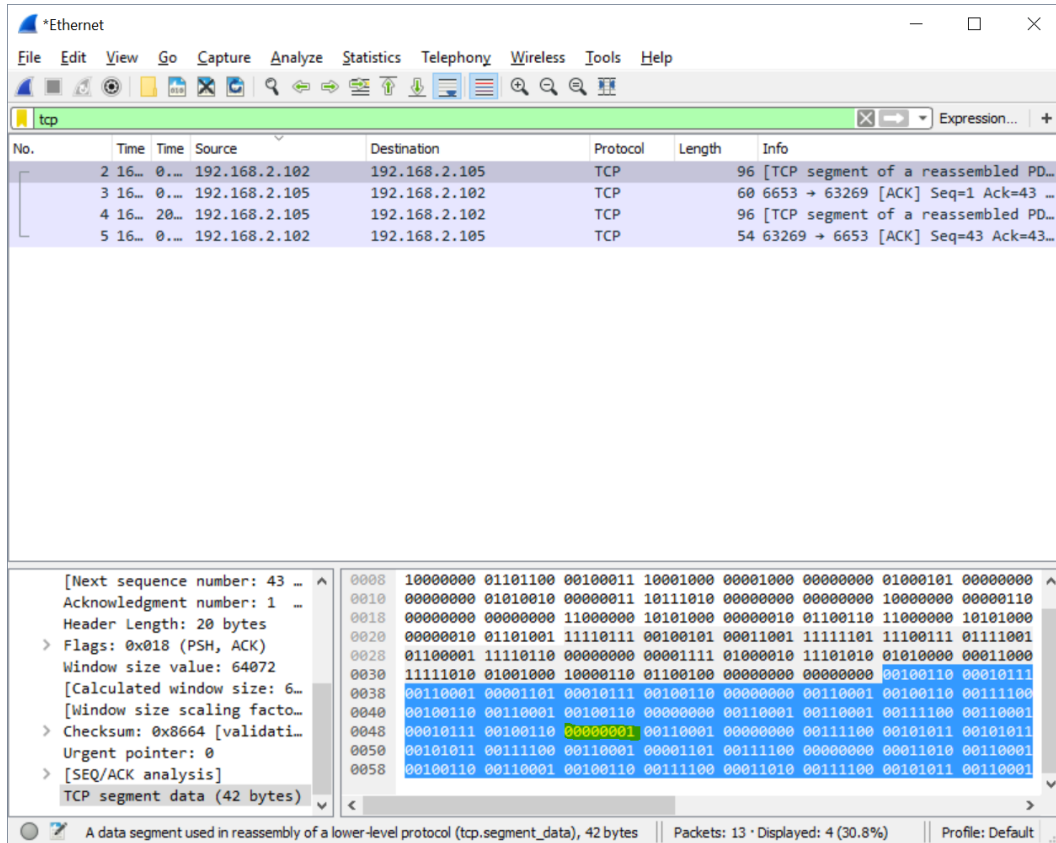 *Ethernet
File Edit View Go Capture Analyze Statistics Telephony Wireless Tools Help
tcp Expression... +
No. Time Time Source Destination Protocol Length Info
2 16… 0.… 192.168.2.102 192.168.2.105 TCP 96 [TCP segment of a reassembled PD…
3 16… 0.… 192.168.2.105 192.168.2.102 TCP 60 6653 → 63269 [ACK] Seq=1 Ack=43 …
4 16… 20… 192.168.2.105 192.168.2.102 TCP 96 [TCP segment of a reassembled PD…
5 16… 0.… 192.168.2.102 192.168.2.105 TCP 54 63269 → 6653 [ACK] Seq=43 Ack=43…
[Next sequence number: 43 …
Acknowledgment number: 1 …
Header Length: 20 bytes
Flags: 0x018 (PSH, ACK)
Window size value: 64072
[Calculated window size: 6…
[Window size scaling facto…
Checksum: 0x8664 [validati…
Urgent pointer: 0
[SEQ/ACK analysis]
TCP segment data (42 bytes)
0008 10000000 01101100 00100011 10001000 00001000 00000000 01000101 00000000
0010 00000000 01010010 00000011 10111010 00000000 00000000 10000000 00000110
0018 00000000 00000000 11000000 10101000 00000010 01100110 11000000 10101000
0020 00000010 01101001 11110111 00100101 00011001 11111101 11100111 01111001
0028 01100001 11110110 00000000 00001111 01000010 11101010 01010000 00011000
0030 11111010 01001000 10000110 01100100 00000000 00000000 00100110 00010111
0038 00110001 00001101 00010111 00100110 00000000 00110001 00100110 00111100
0040 00100110 00110001 00100110 00000000 00110001 00110001 00111100 00110001
0048 00010111 00100110 00000001 00110001 00000000 00111100 00101011 00101011
0050 00101011 00111100 00110001 00001101 00111100 00000000 00011010 00110001
0058 00100110 00110001 00100110 00111100 00011010 00111100 00101011 00110001
A data segment used in reassembly of a lower-level protocol (tcp.segment_data), 42 bytes Packets: 13 · Displayed: 4 (30.8%) Profile: Default